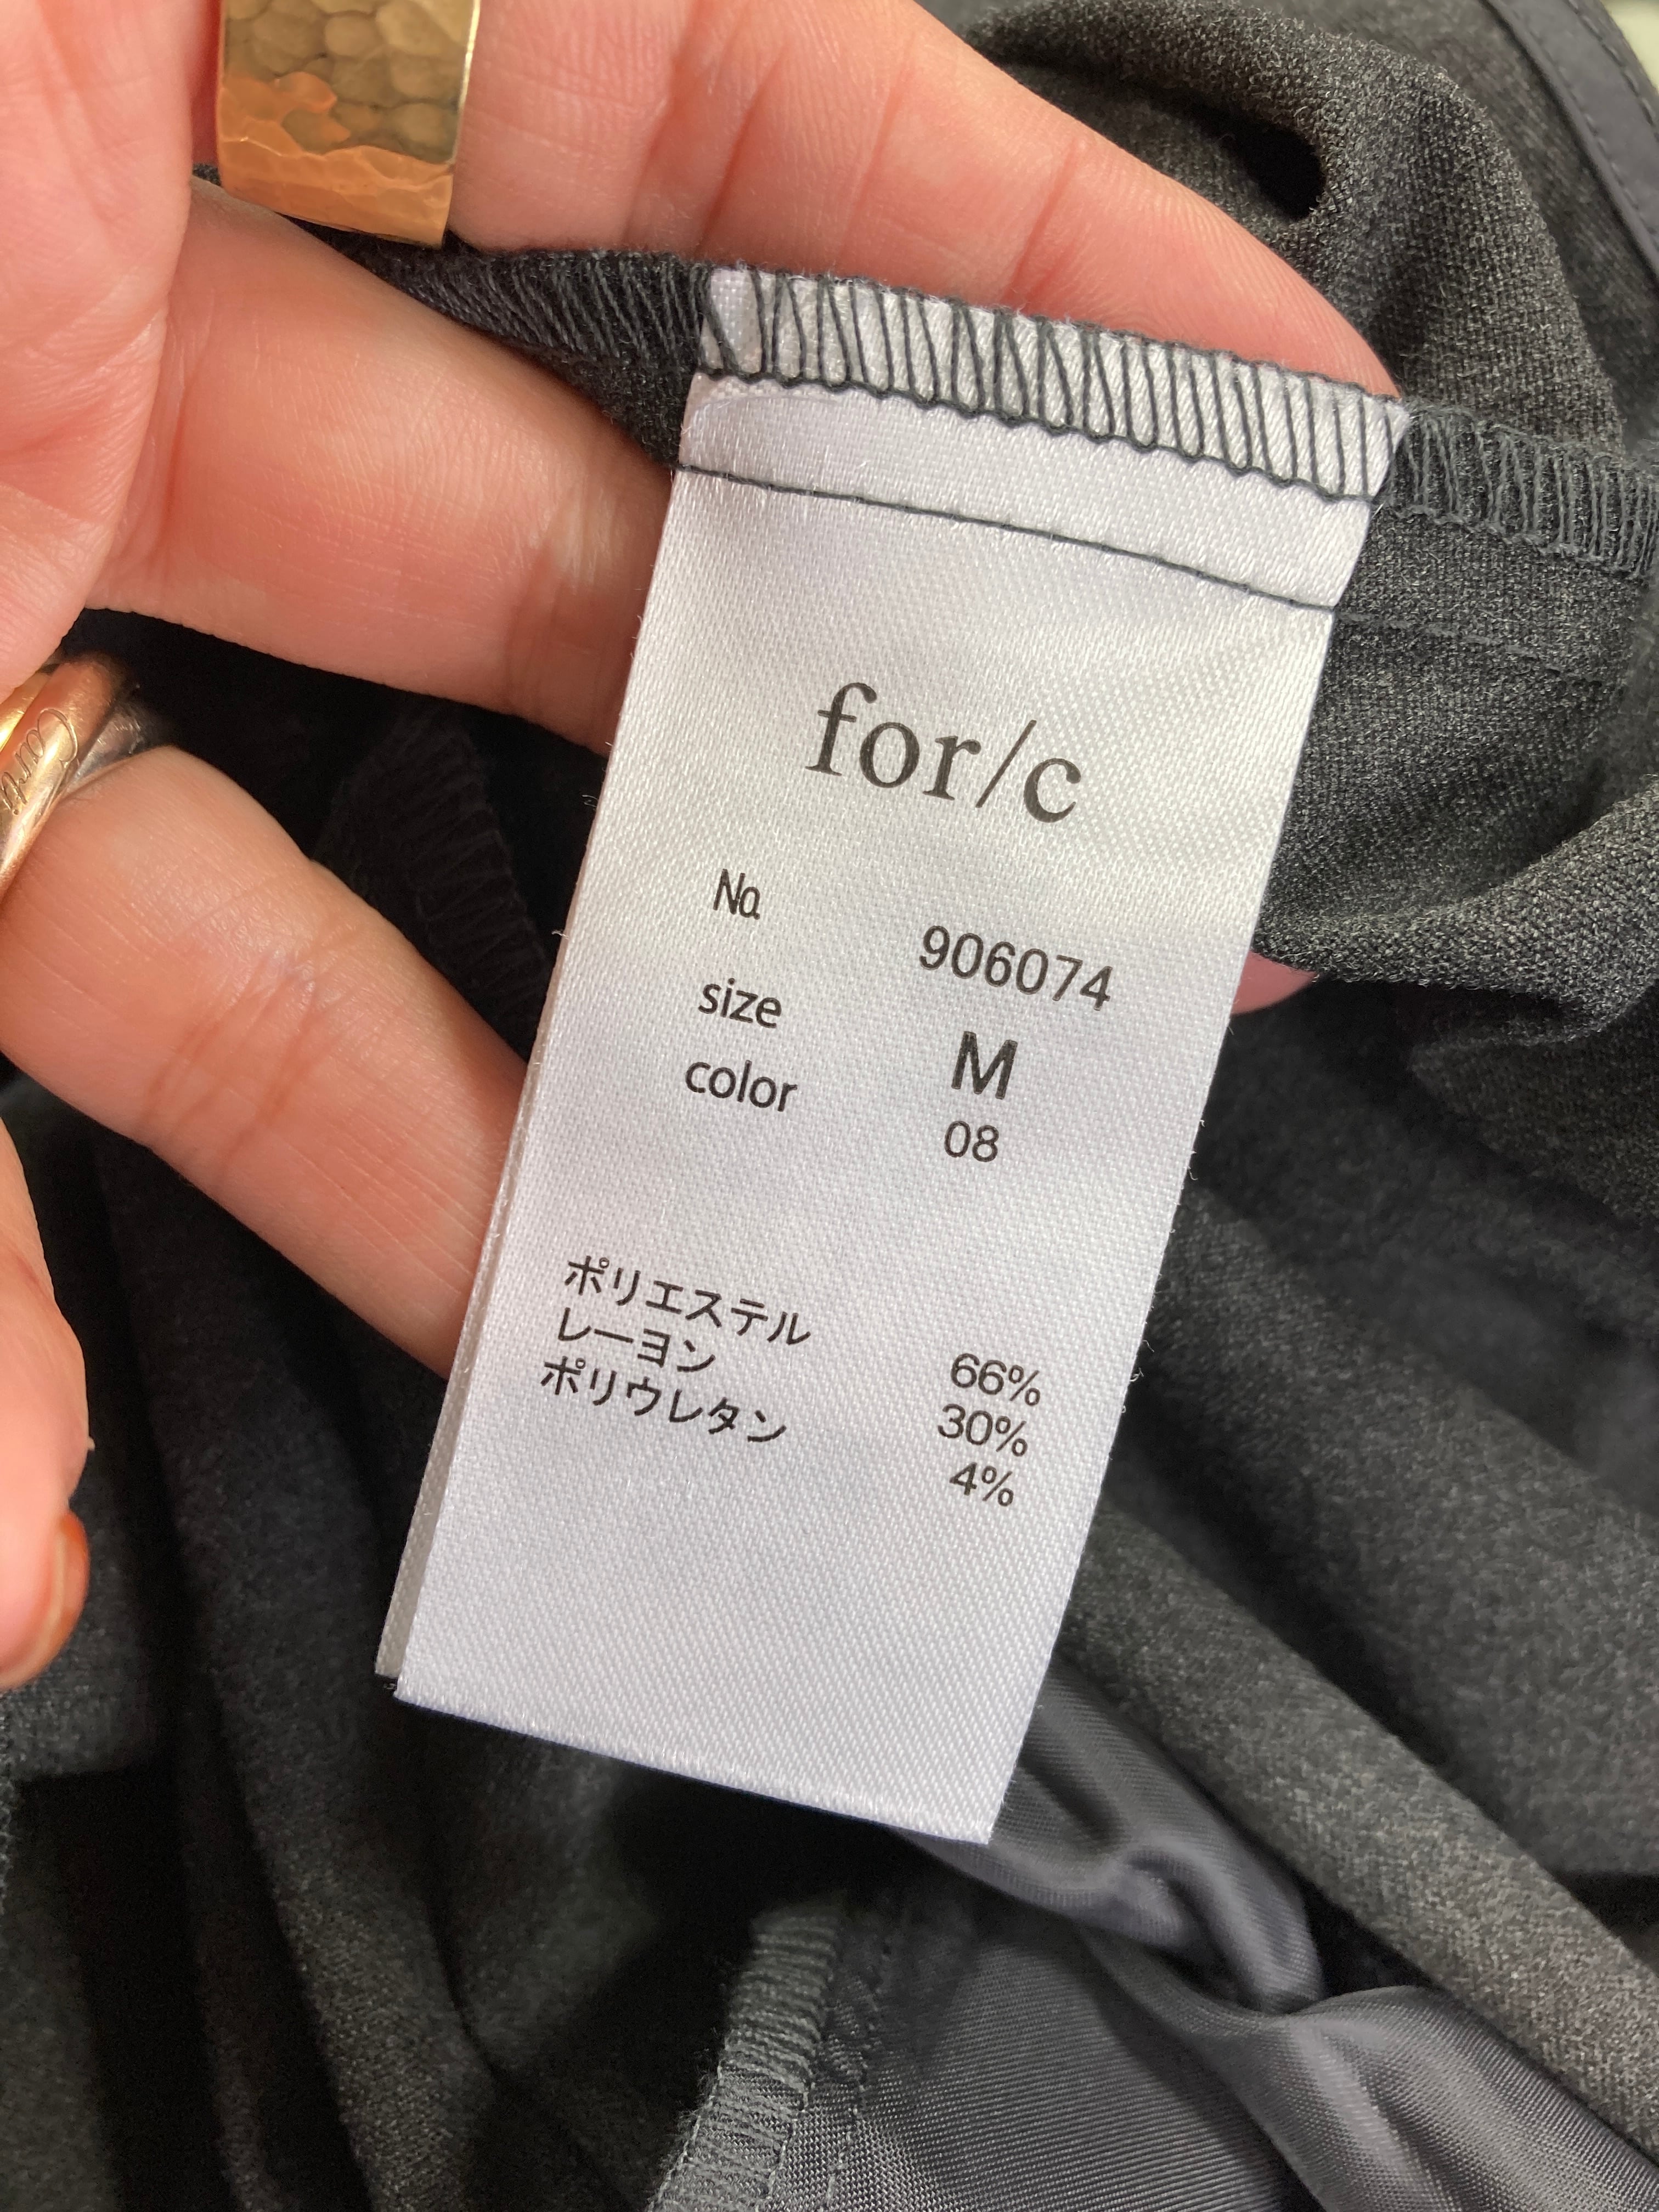 for/c
№ 906074
size M
color 08
ポリエステル 66%
レーヨン 30%
ポリウレタン 4%